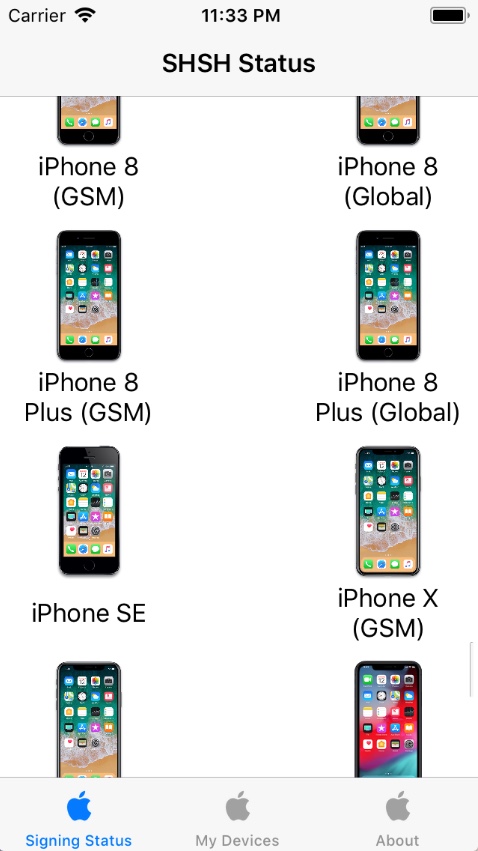 Carrier 11:33 PM
SHSH Status
iPhone 8 iPhone 8
(GSM) (Global)
iPhone 8 iPhone 8
Plus (GSM) Plus (Global)
iPhone SE
iPhone X
(GSM)
Signing Status My Devices About